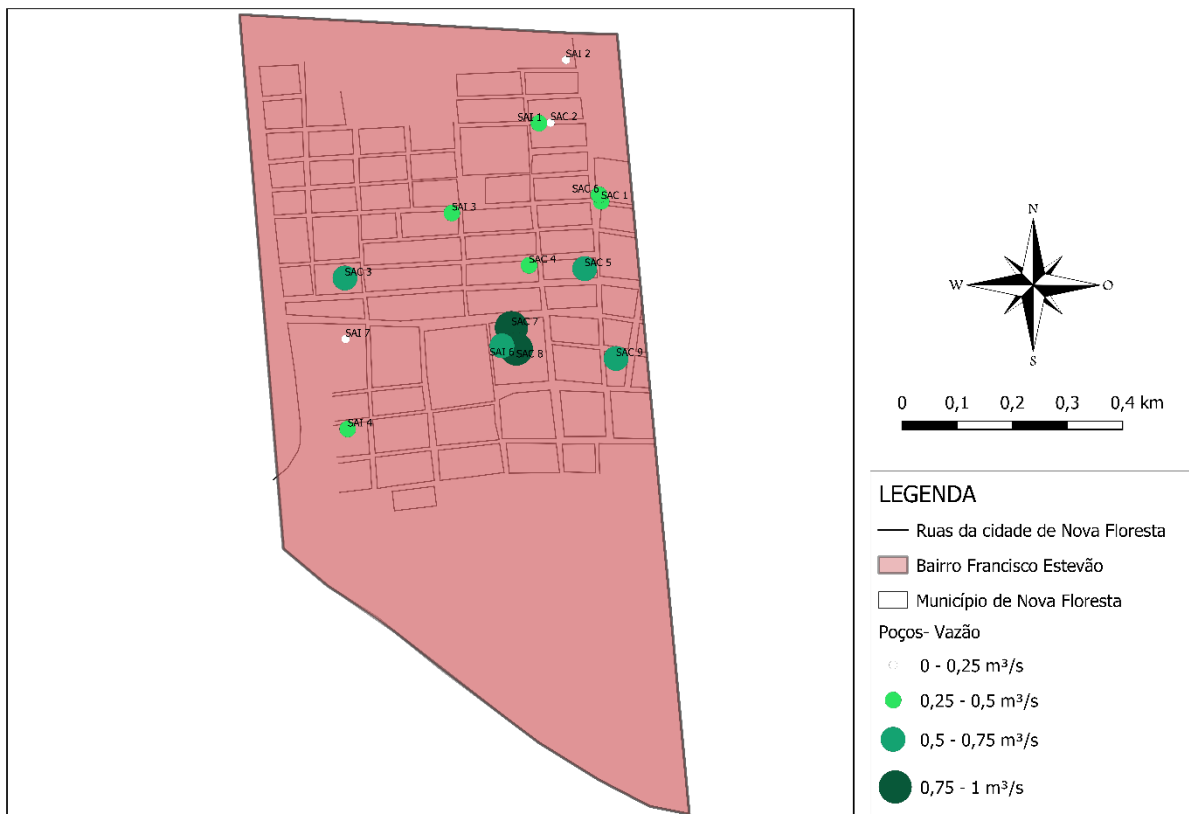 SAI 2
SAI 1
SAC 2
SAC 6
SAC 1
SAI 3
SAC 4
SAC 5
SAC 3
SAC 7
SAI 7
SAI 6
SAC 8
SAC 9
SAI 4
N
W
O
S
0 0,1 0,2 0,3 0,4 km
LEGENDA
Ruas da cidade de Nova Floresta
Bairro Francisco Estevão
Município de Nova Floresta
Poços- Vazão
0 - 0,25 m³/s
0,25 - 0,5 m³/s
0,5 - 0,75 m³/s
0,75 - 1 m³/s